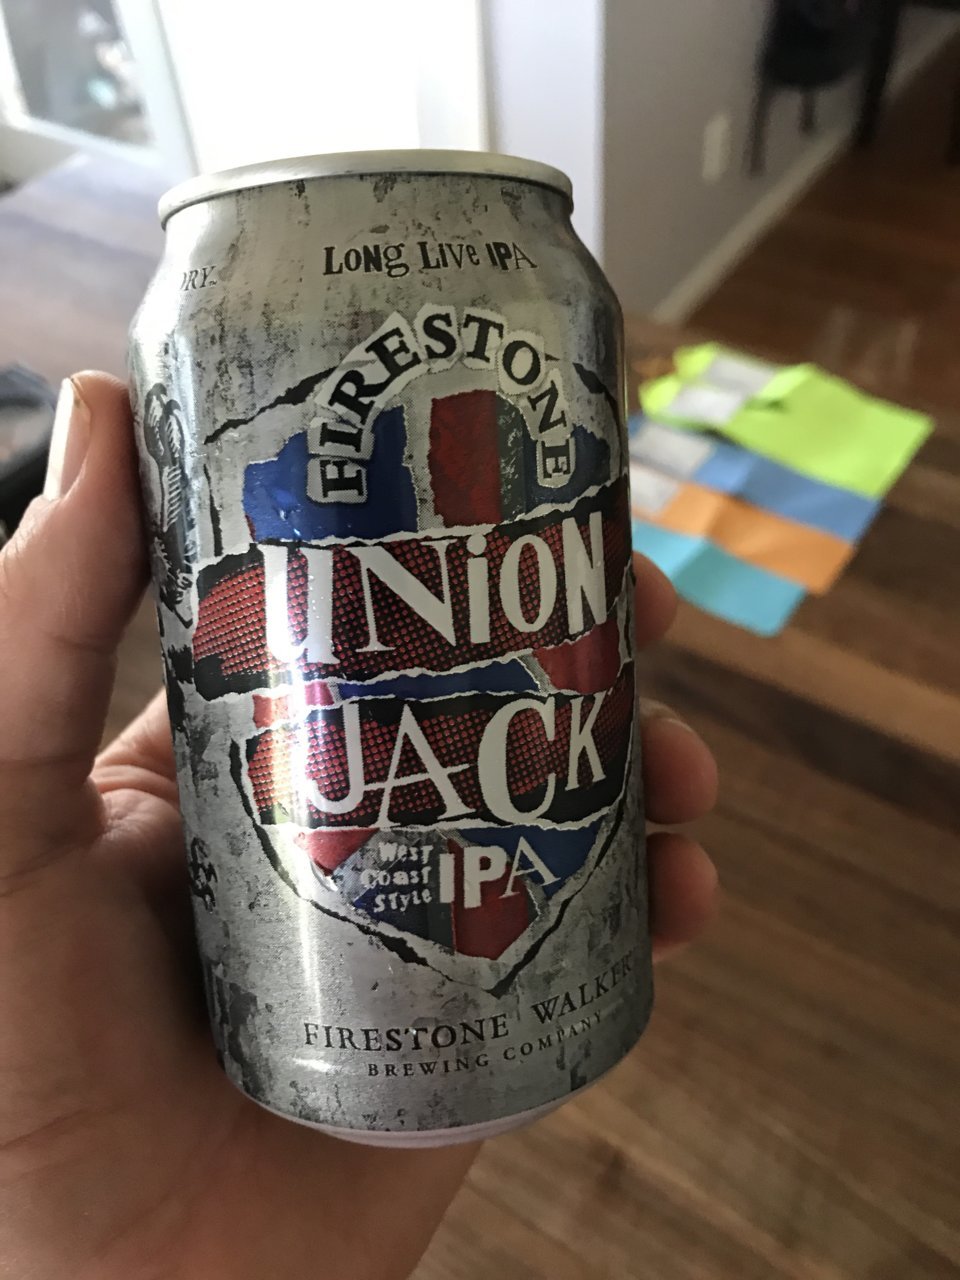 LONg LIVe IPA
FIRESTONE
UNiON
JACK
WesT
Coast
STyLe
IPA
FIRESTONE WALKER
BREWING COMPANY